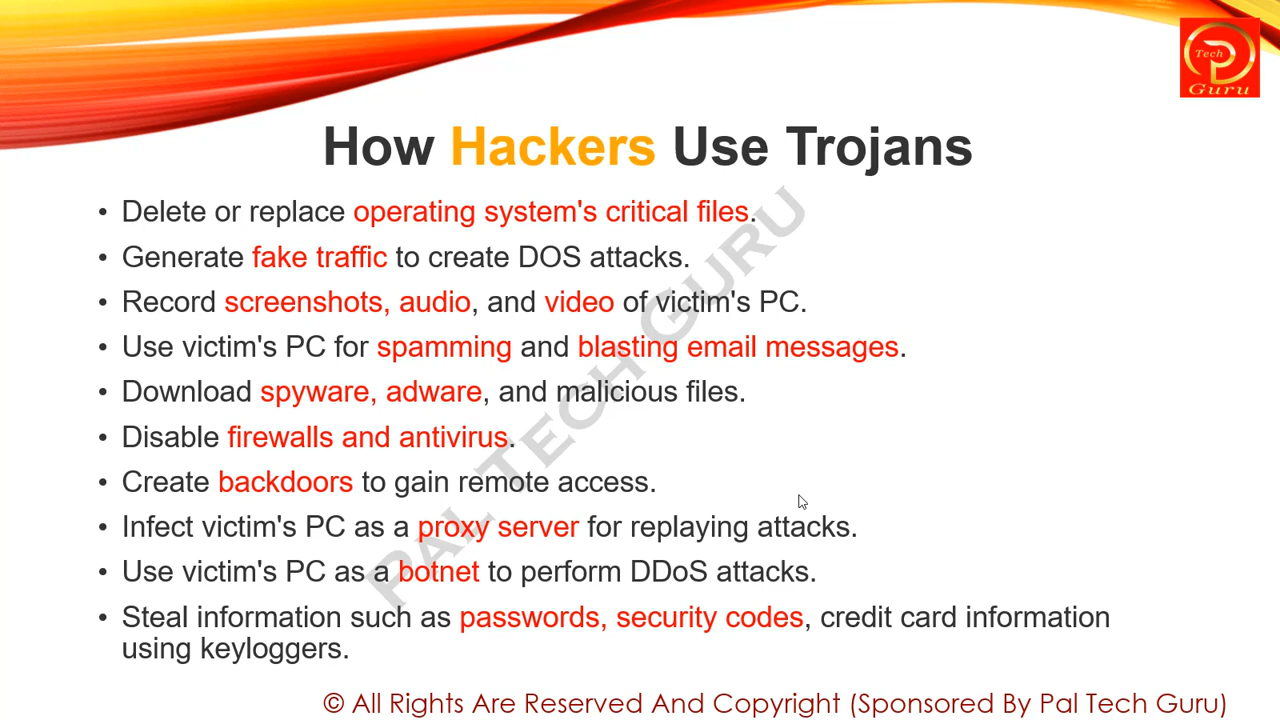 Tech
Guru
How Hackers Use Trojans
• Delete or replace operating system's critical files.
• Generate fake traffic to create DOS attacks.
• Record screenshots, audio, and video of victim's PC.
• Use victim's PC for spamming and blasting email messages.
• Download spyware, adware, and malicious files.
• Disable firewalls and antivirus.
• Create backdoors to gain remote access.
• Infect victim's PC as a proxy server for replaying attacks.
• Use victim's PC as a botnet to perform DDoS attacks.
• Steal information such as passwords, security codes, credit card information
using keyloggers.
PAL TECH GURU
© All Rights Are Reserved And Copyright (Sponsored By Pal Tech Guru)